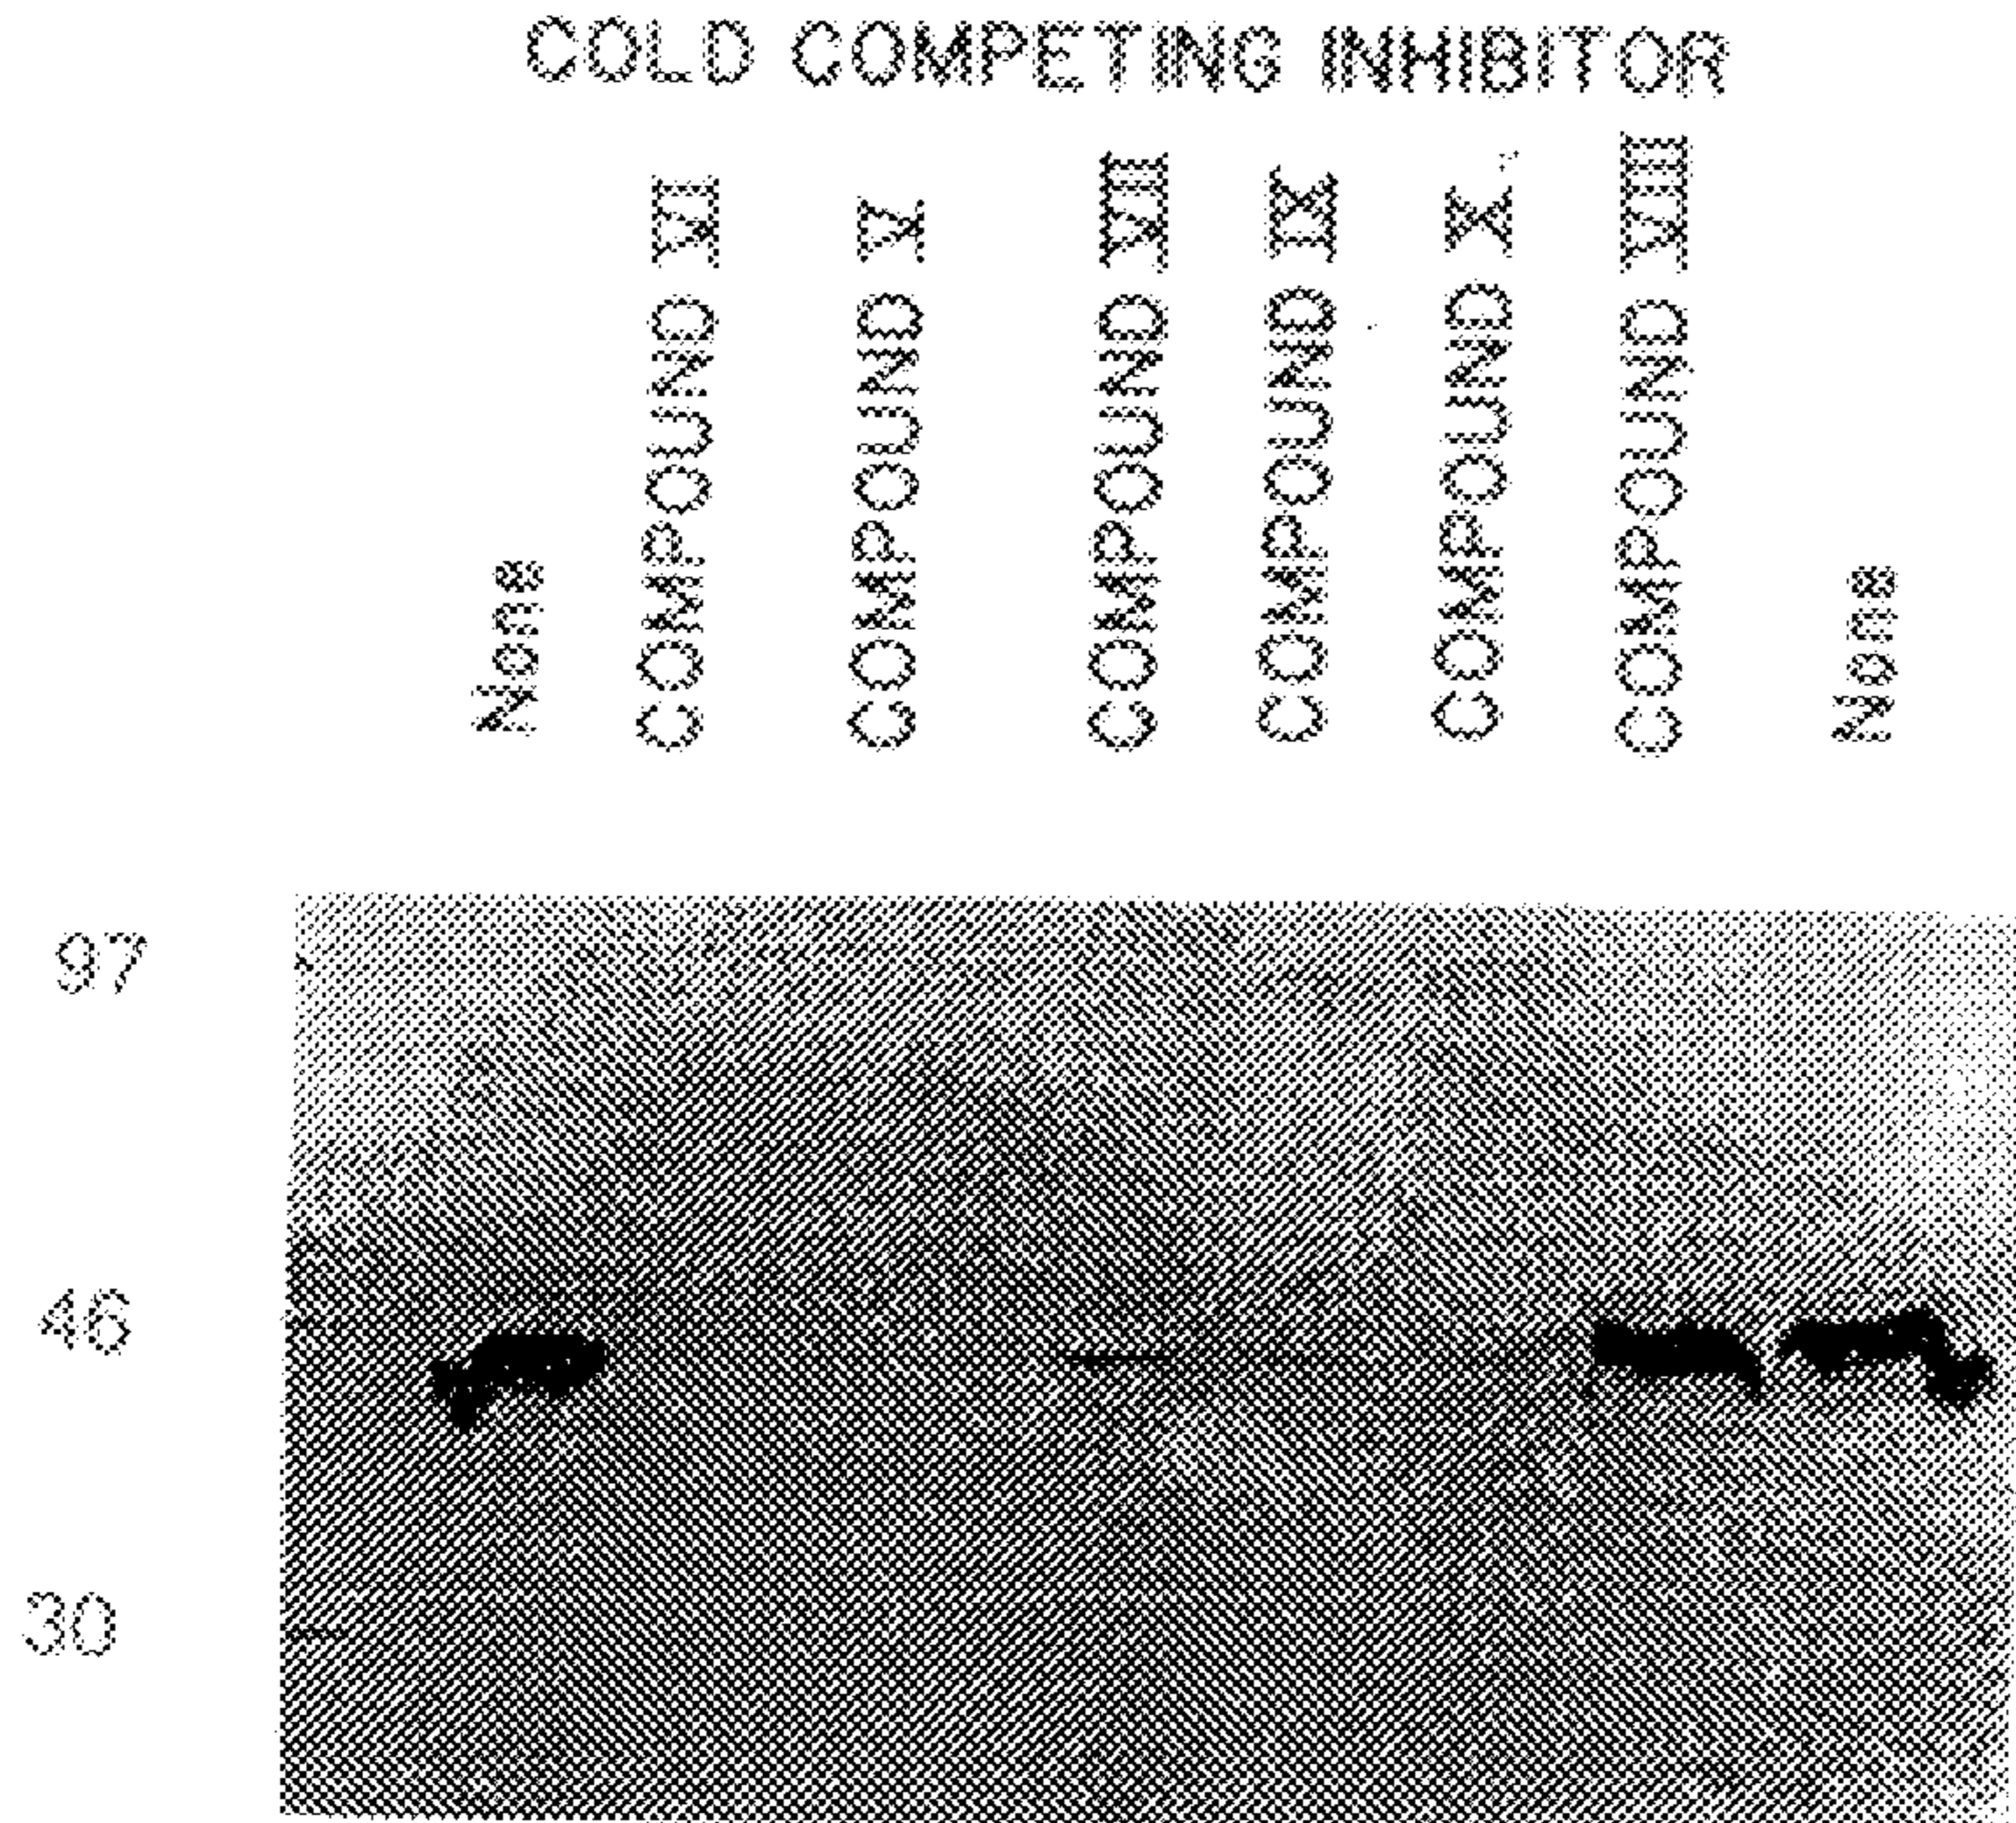 COLD COMPETING INHIBITOR
None
COMPOUND VI
COMPOUND V
COMPOUND VII
COMPOUND IX
COMPOUND X
COMPOUND VIII
None
97
46
30